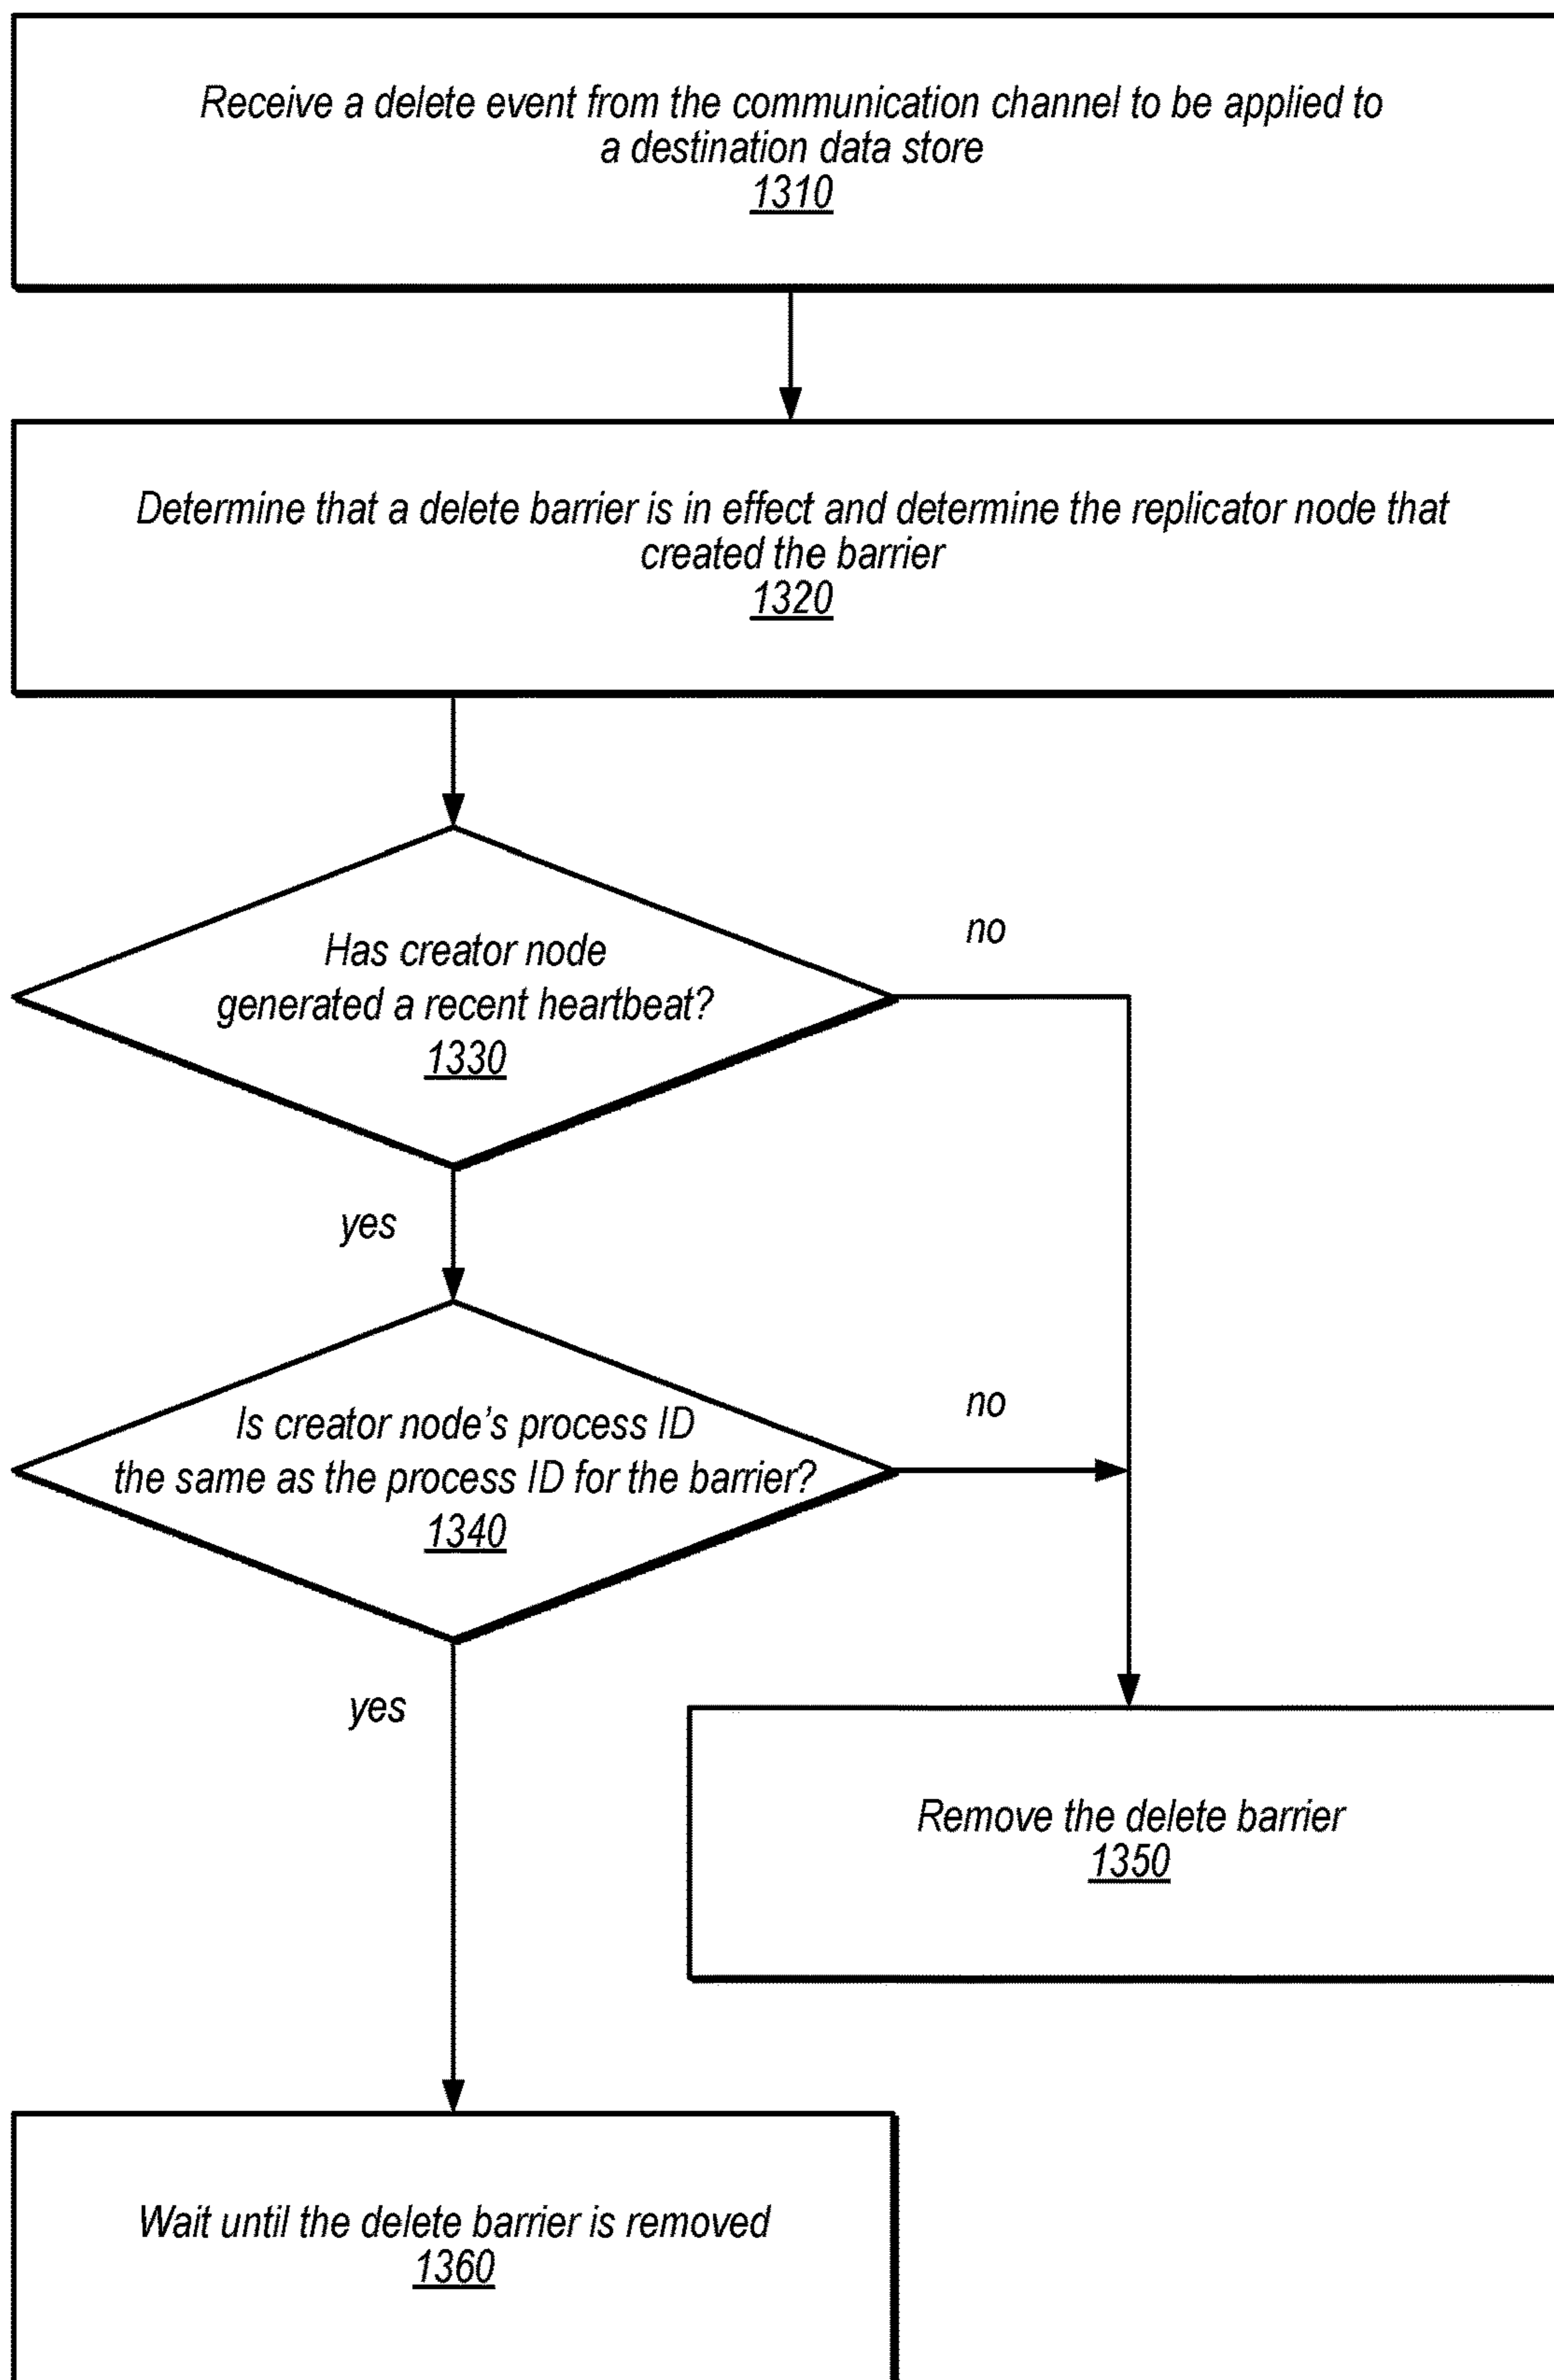 Receive a delete event from the communication channel to be applied to
a destination data store
1310
Determine that a delete barrier is in effect and determine the replicator node that
created the barrier
1320
Has creator node
generated a recent heartbeat?
1330
no
yes
Is creator node's process ID
the same as the process ID for the barrier?
1340
no
yes
Remove the delete barrier
1350
Wait until the delete barrier is removed
1360